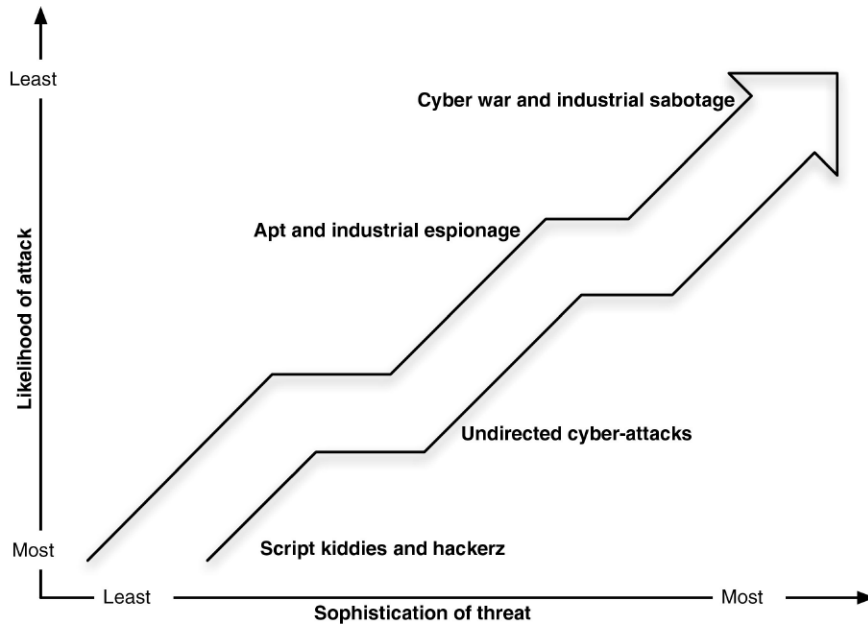 Least
Cyber war and industrial sabotage
Apt and industrial espionage
Likelihood of attack
Undirected cyber-attacks
Most
Script kiddies and hackerz
Least
Most
Sophistication of threat